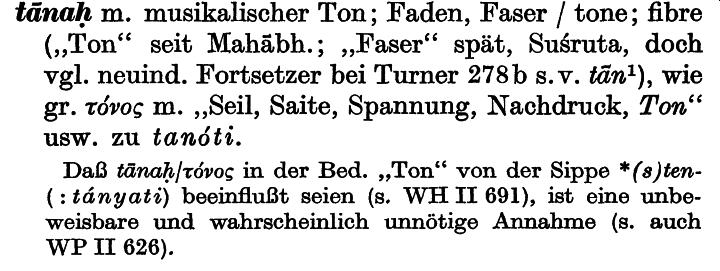 tānaḥ m. musikalischer Ton; Faden, Faser / tone; fibre
(„Ton“ seit Mahābh.; „Faser“ spät, Suśruta, doch
vgl. neuind. Fortsetzer bei Turner 278b s.v. tān¹), wie
gr. τόνος m. „Seil, Saite, Spannung, Nachdruck, Ton“
usw. zu tanóti.
Daß tānaḥ/τόνος in der Bed. „Ton“ von der Sippe *(s)ten-
(: tányati) beeinflußt seien (s. WH II 691), ist eine unbe-
weisbare und wahrscheinlich unnötige Annahme (s. auch
WP II 626).